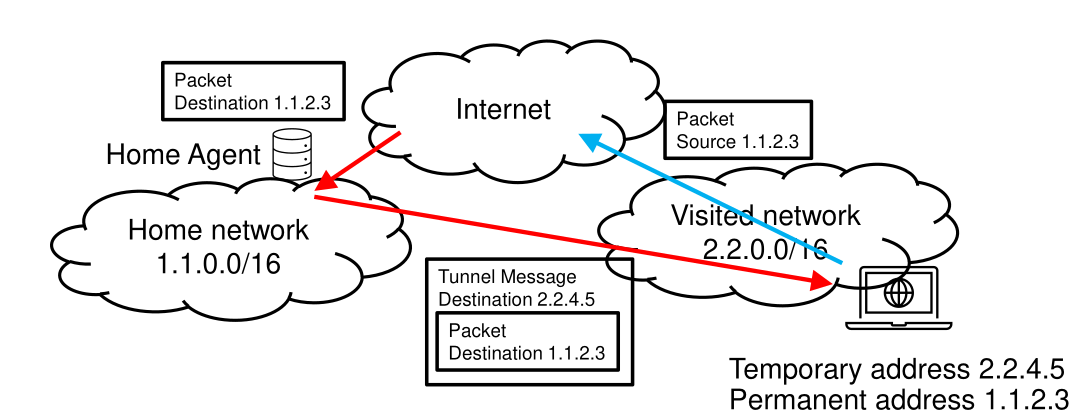 Packet
Destination 1.1.2.3
Internet
Packet
Source 1.1.2.3
Home Agent
Home network
1.1.0.0/16
Visited network
2.2.0.0/16
Tunnel Message
Destination 2.2.4.5
Packet
Destination 1.1.2.3
Temporary address 2.2.4.5
Permanent address 1.1.2.3